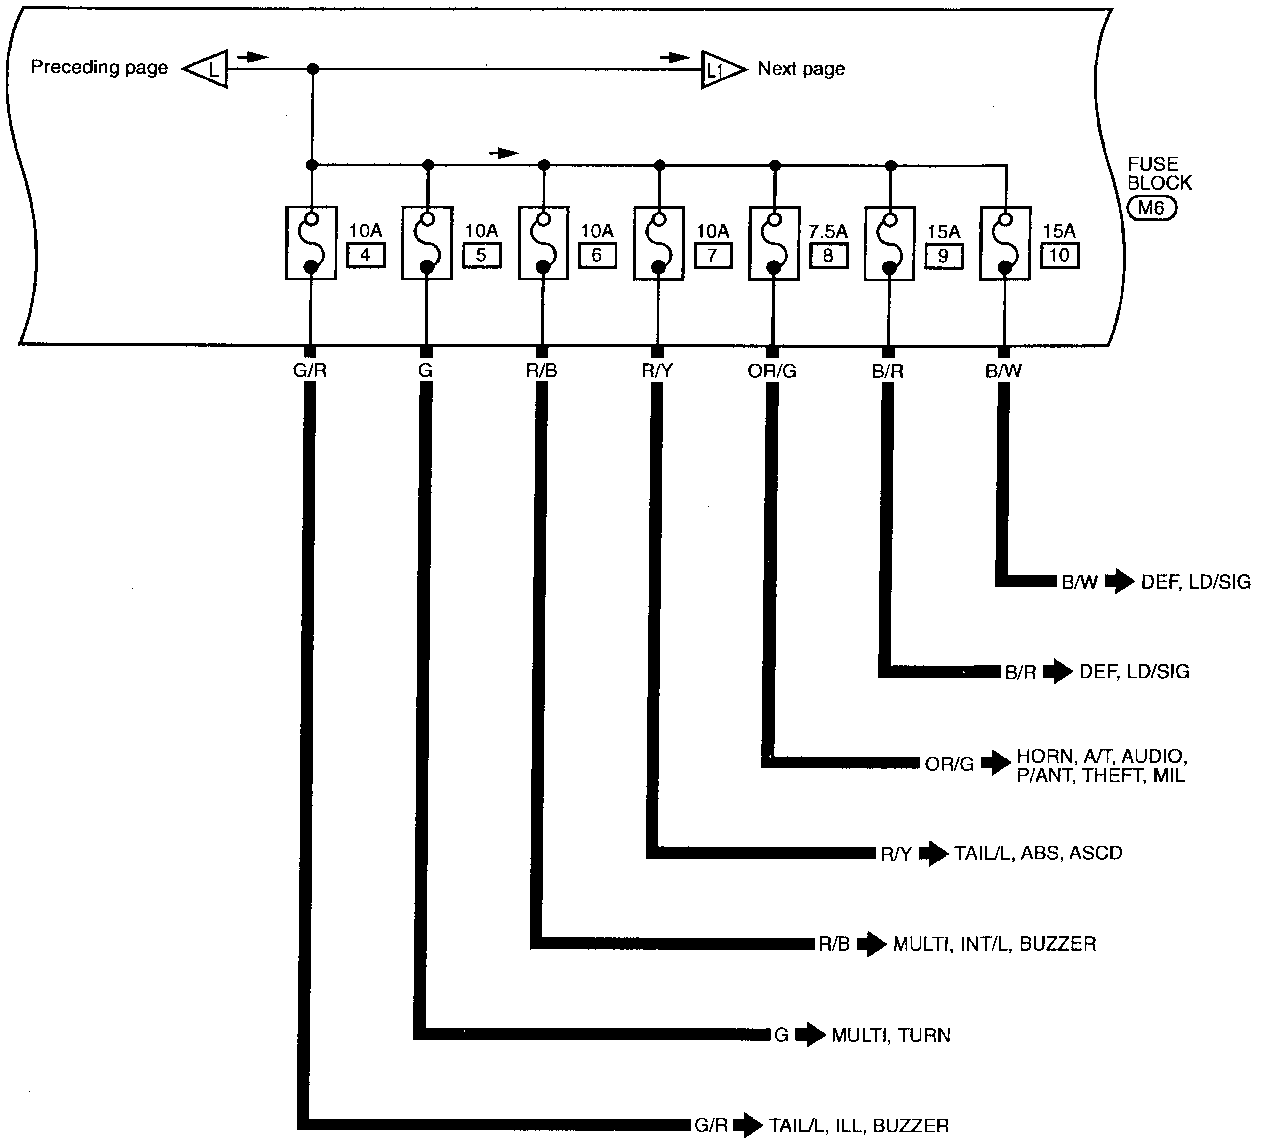 Preceding page L L1 Next page
FUSE
BLOCK
M6
10A 10A 10A 10A 7.5A 15A 15A
4 5 6 7 8 9 10
G/R G R/B R/Y OR/G B/R B/W
B/W DEF, LD/SIG
B/R DEF, LD/SIG
OR/G HORN, A/T, AUDIO,
P/ANT, THEFT, MIL
R/Y TAIL/L, ABS, ASCD
R/B MULTI, INT/L, BUZZER
G MULTI, TURN
G/R TAIL/L, ILL, BUZZER